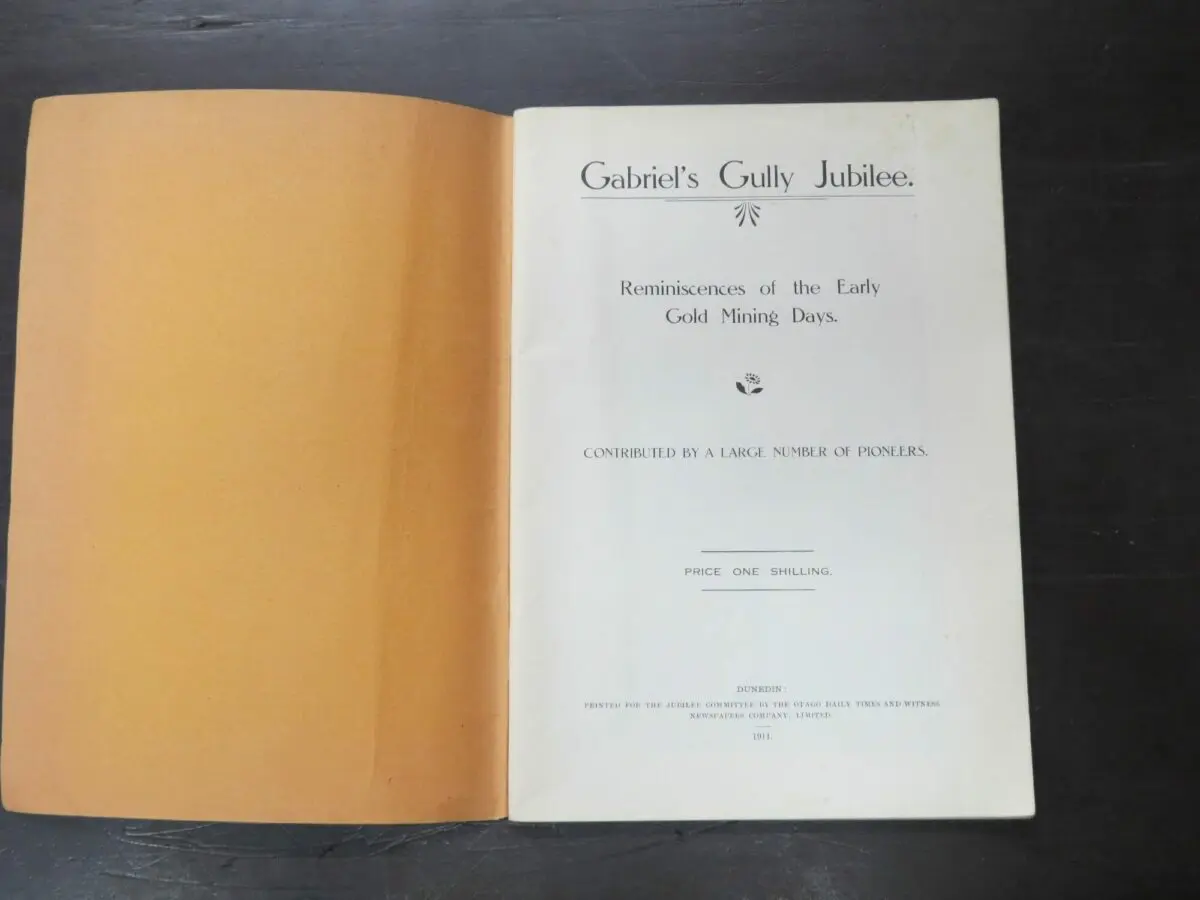 Gabriel's Gully Jubilee.
Reminiscences of the Early
Gold Mining Days.
CONTRIBUTED BY A LARGE NUMBER OF PIONEERS.
PRICE ONE SHILLING.
DUNEDIN:
PRINTED FOR THE JUBILEE COMMITTEE BY THE OTAGO DAILY TIMES AND WITNESS
NEWSPAPERS COMPANY, LIMITED.
1911.